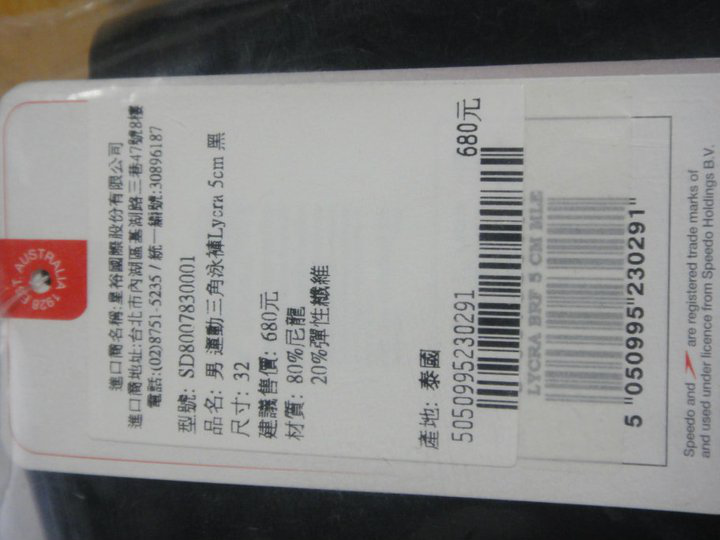 1928 EST. AUSTRALIA
進口商名稱:皇裕國際股份有限公司
進口商地址:台北市內湖區基湖路三巷47號8樓
電話:(02)8751-5235 / 統一編號:30896187
型號: SD8007830001
品名: 男 運動三角泳褲Lycra 5cm 黑
尺寸: 32
建議售價: 680元
材質: 80%尼龍
20%彈性纖維
產地: 泰國
680元
5050995230291
LYCRA BRF 5 CM MLE
5 "050995"230291"
Speedo and are registered trade marks of
and used under licence from Speedo Holdings B.V.